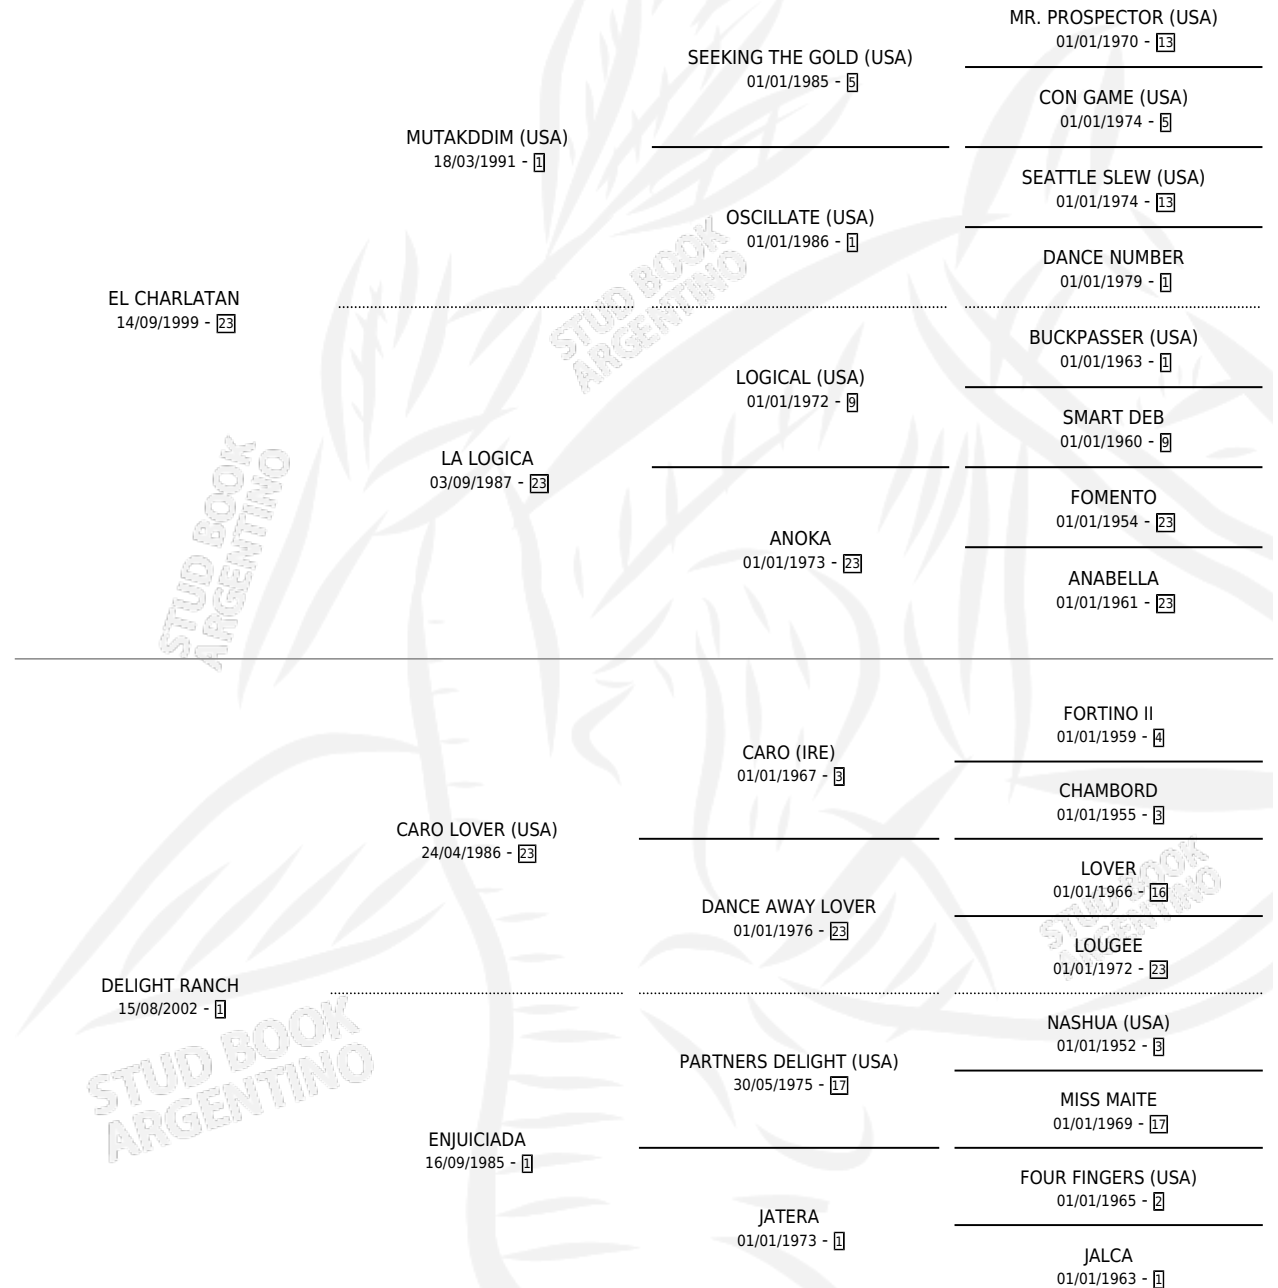 MR. PROSPECTOR (USA)
01/01/1970 - 13
SEEKING THE GOLD (USA)
01/01/1985 - 5
CON GAME (USA)
01/01/1974 - 5
MUTAKDDIM (USA)
18/03/1991 - 1
SEATTLE SLEW (USA)
01/01/1974 - 13
OSCILLATE (USA)
01/01/1986 - 1
DANCE NUMBER
01/01/1979 - 1
EL CHARLATAN
14/09/1999 - 23
STUD BOOK
ARGENTINO
BUCKPASSER (USA)
01/01/1963 - 1
LOGICAL (USA)
01/01/1972 - 9
SMART DEB
01/01/1960 - 9
LA LOGICA
03/09/1987 - 23
FOMENTO
01/01/1954 - 23
ANOKA
01/01/1973 - 23
ANABELLA
01/01/1961 - 23
STUD BOOK
ARGENTINO
FORTINO II
01/01/1959 - 4
CARO (IRE)
01/01/1967 - 3
CHAMBORD
01/01/1955 - 3
CARO LOVER (USA)
24/04/1986 - 23
LOVER
01/01/1966 - 16
DANCE AWAY LOVER
01/01/1976 - 23
STUD BOOK
ARGENTINO
LOUGEE
01/01/1972 - 23
DELIGHT RANCH
15/08/2002 - 1
STUD BOOK
ARGENTINO
NASHUA (USA)
01/01/1952 - 3
PARTNERS DELIGHT (USA)
30/05/1975 - 17
MISS MAITE
01/01/1969 - 17
ENJUICIADA
16/09/1985 - 1
FOUR FINGERS (USA)
01/01/1965 - 2
JATERA
01/01/1973 - 1
JALCA
01/01/1963 - 1